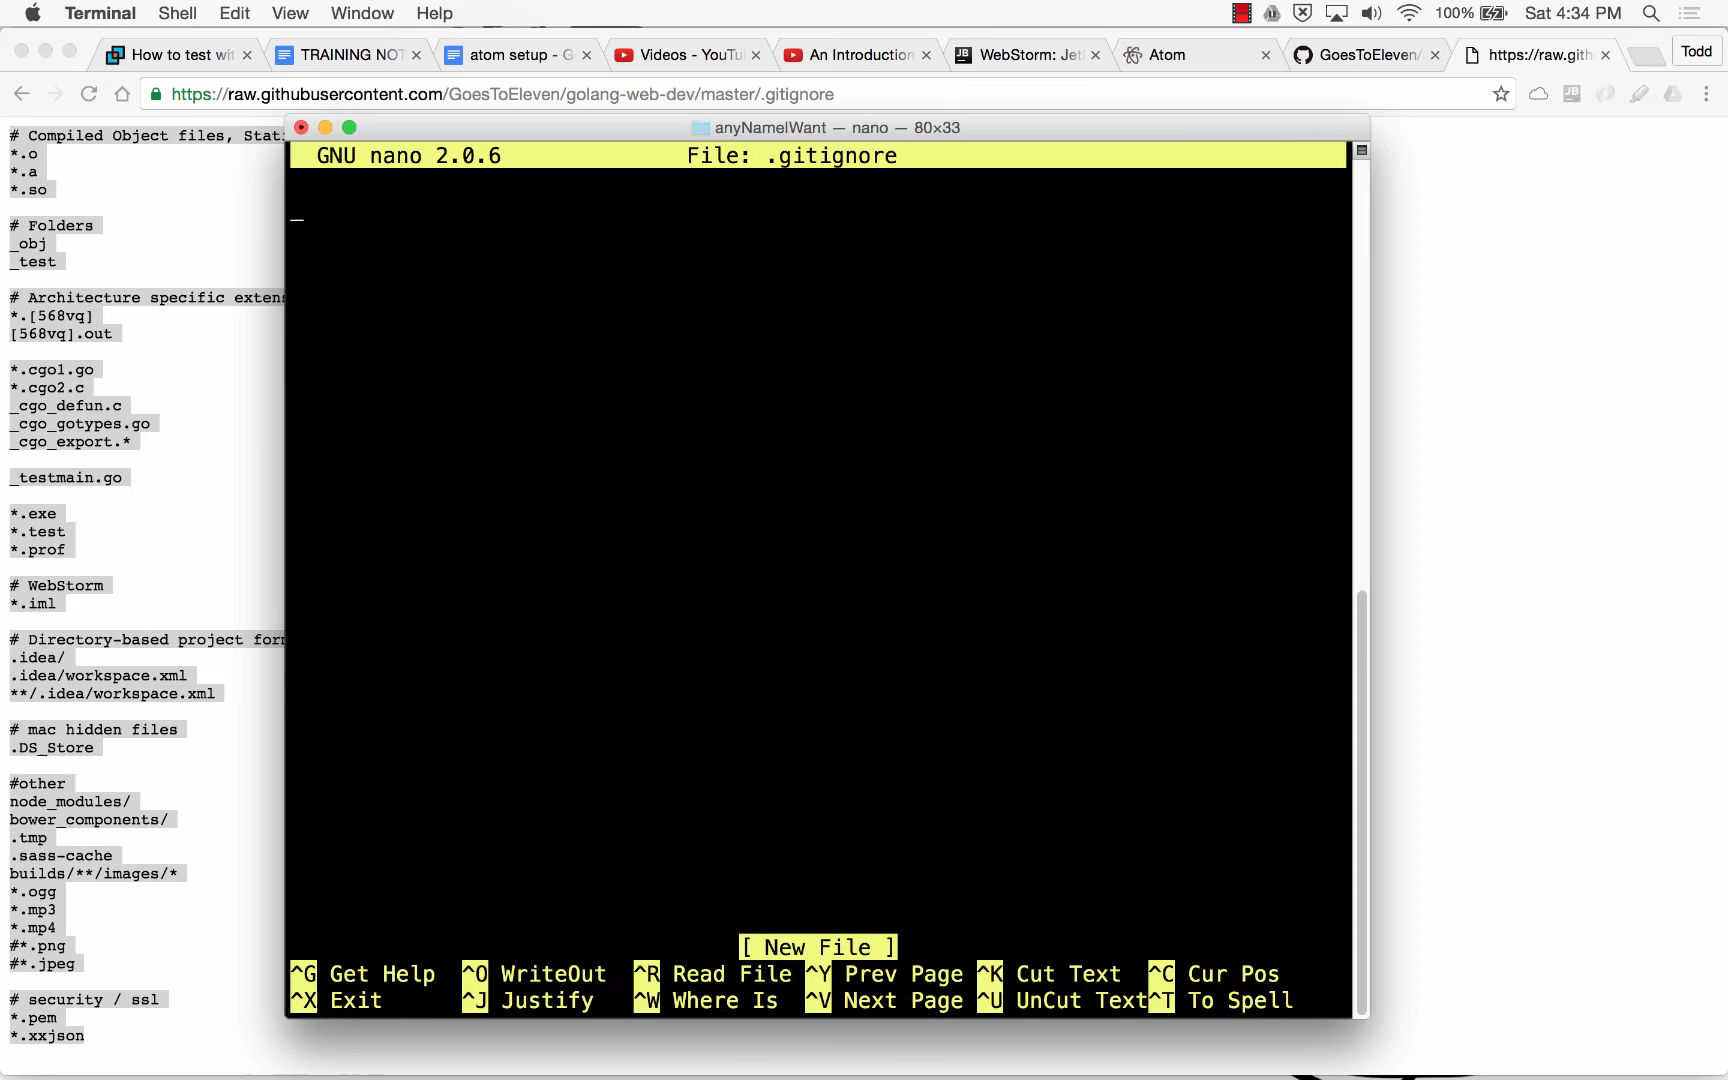 Terminal Shell Edit View Window Help 100% Sat 4:34 PM
How to test wit TRAINING NOT atom setup - G Videos - YouTu An Introduction JB WebStorm: Jet Atom GoesToEleven/ https://raw.gith Todd
https://raw.githubusercontent.com/GoesToEleven/golang-web-dev/master/.gitignore JB
# Compiled Object files, Stati
*.o
*.a
*.so
# Folders
_obj
_test
# Architecture specific extens
*.[568vq]
[568vq].out
*.cgo1.go
*.cgo2.c
_cgo_defun.c
_cgo_gotypes.go
_cgo_export.*
_testmain.go
*.exe
*.test
*.prof
# WebStorm
*.iml
# Directory-based project form
.idea/
.idea/workspace.xml
**/.idea/workspace.xml
# mac hidden files
.DS_Store
#other
node_modules/
bower_components/
.tmp
.sass-cache
builds/**/images/*
*.ogg
*.mp3
*.mp4
#*.png
#*.jpeg
# security / ssl
*.pem
*.xxjson
anyNameIWant — nano — 80×33
GNU nano 2.0.6 File: .gitignore
[ New File ]
^G Get Help ^O WriteOut ^R Read File ^Y Prev Page ^K Cut Text ^C Cur Pos
^X Exit ^J Justify ^W Where Is ^V Next Page ^U UnCut Text ^T To Spell